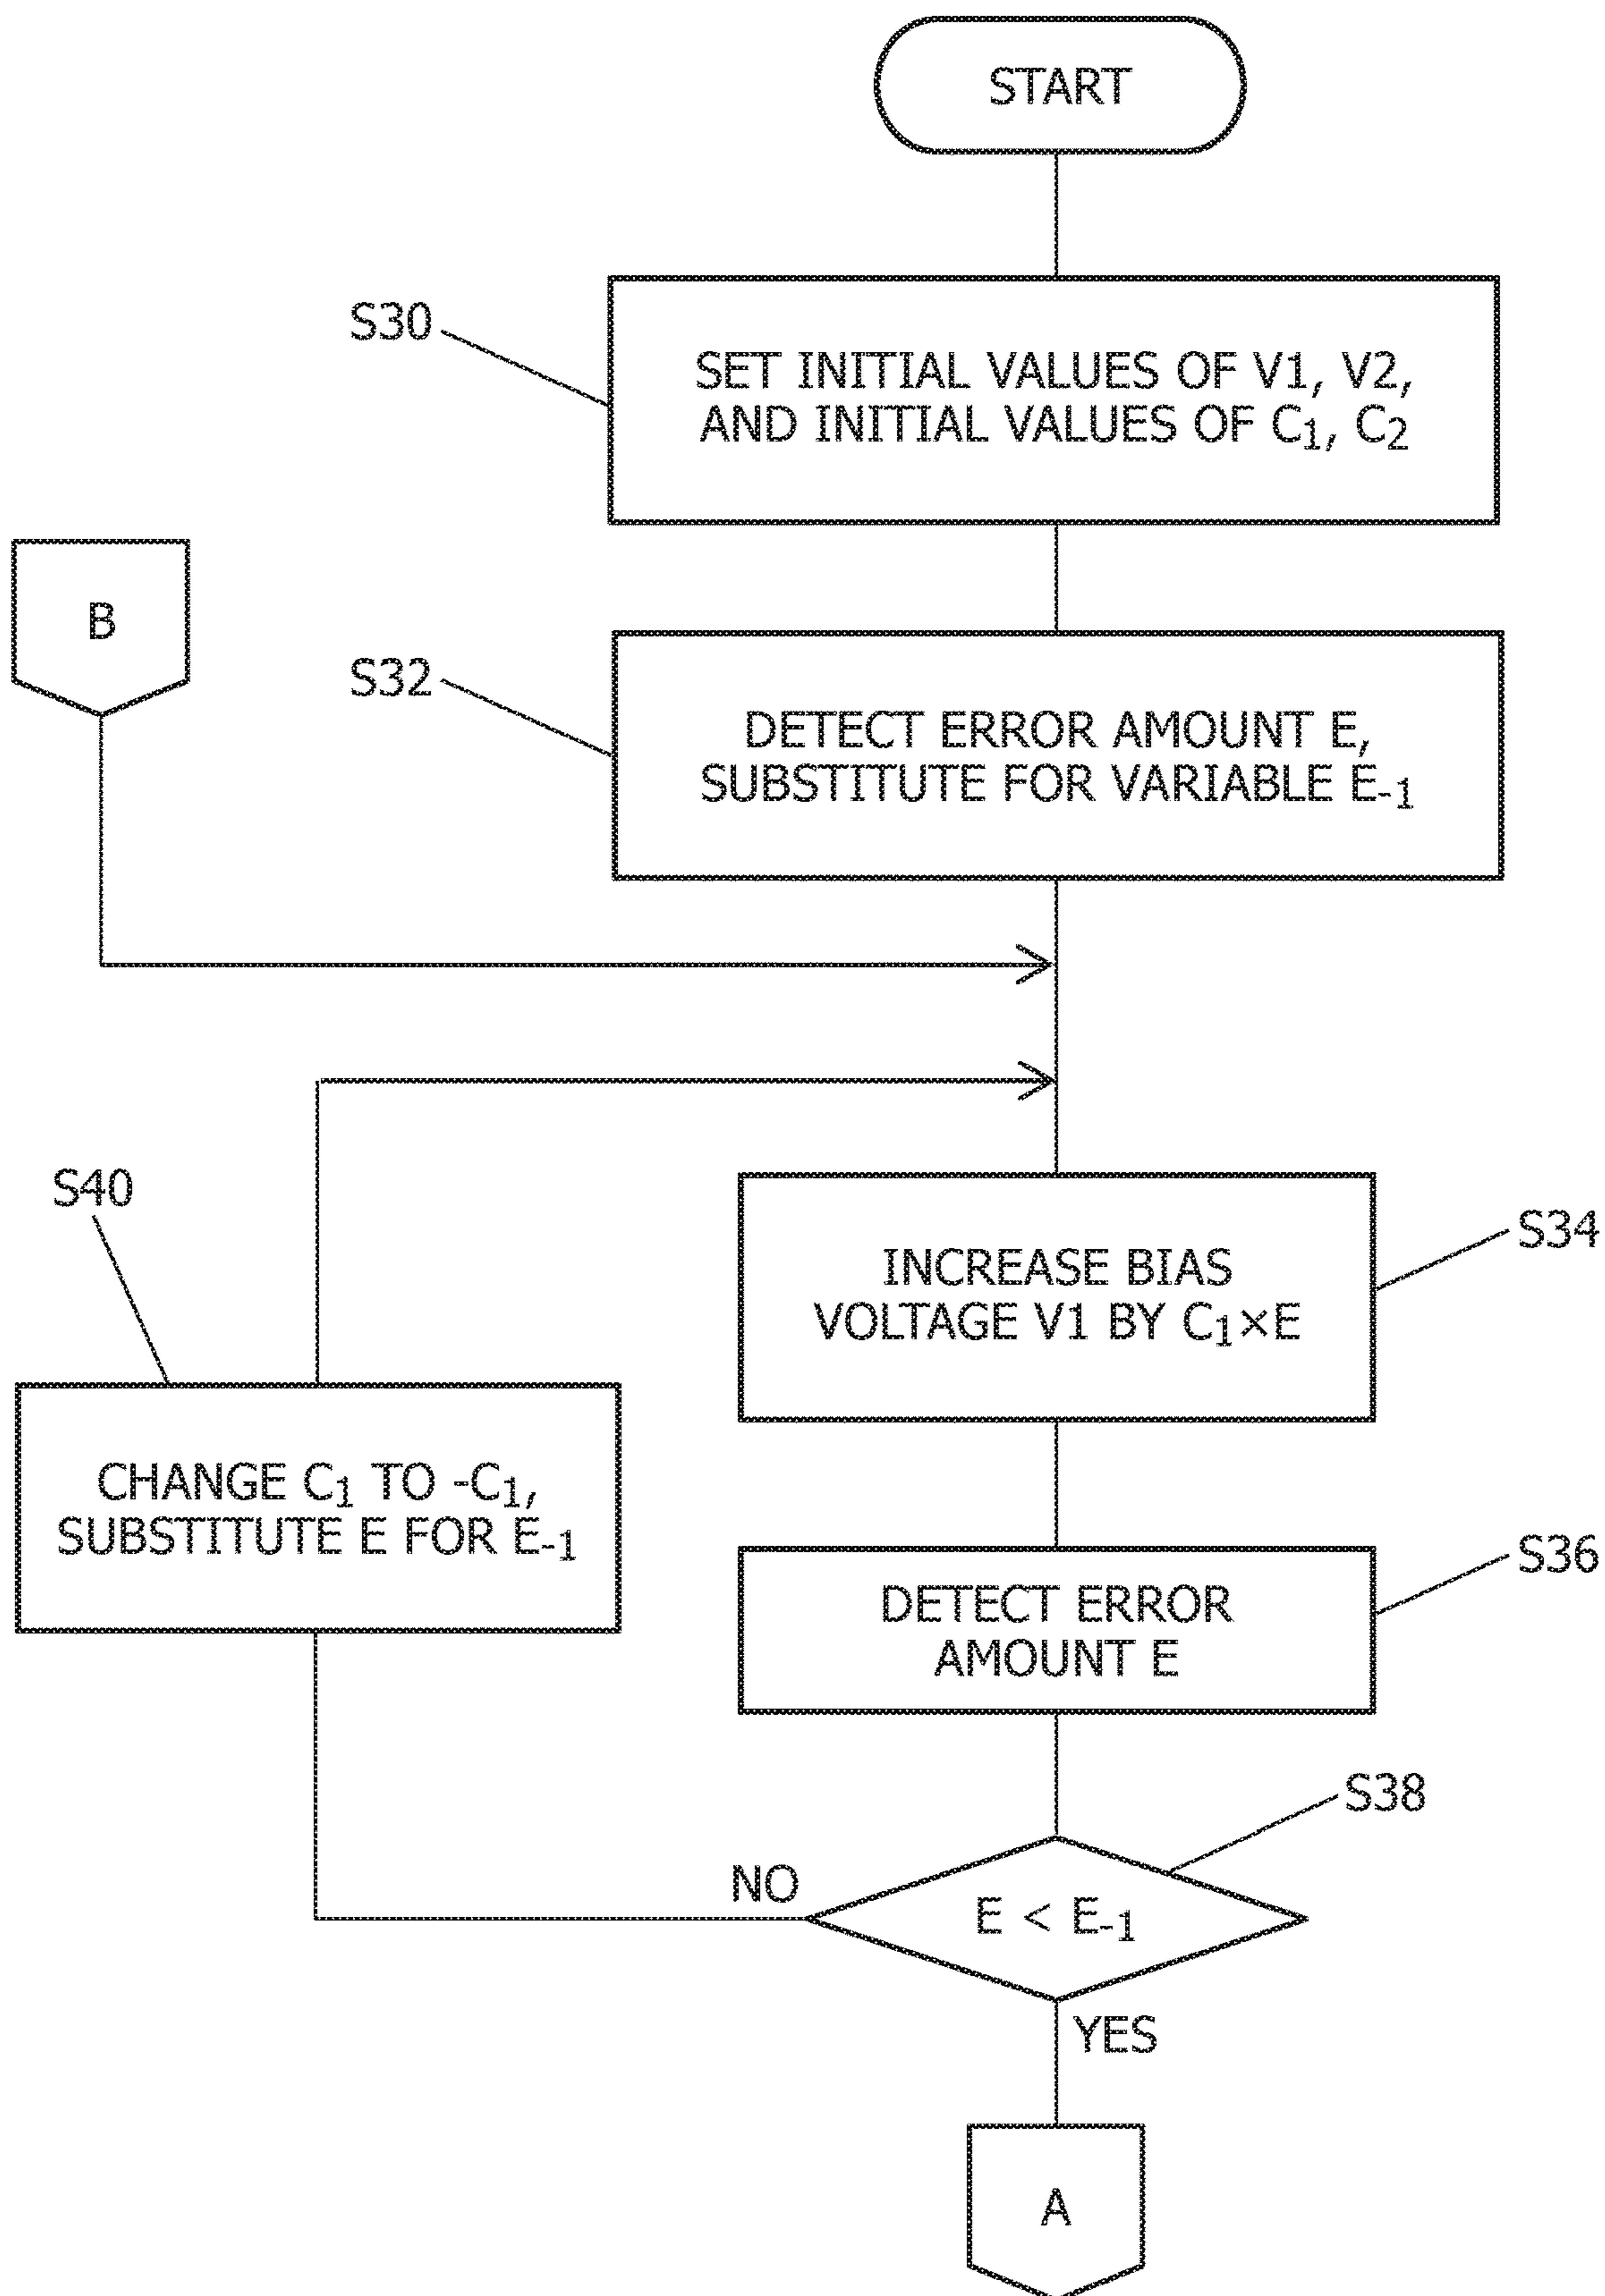 START
S30
SET INITIAL VALUES OF V1, V2,
AND INITIAL VALUES OF C1, C2
B
S32
DETECT ERROR AMOUNT E,
SUBSTITUTE FOR VARIABLE E-1
S40
S34
INCREASE BIAS
VOLTAGE V1 BY C1×E
CHANGE C1 TO -C1,
SUBSTITUTE E FOR E-1
S36
DETECT ERROR
AMOUNT E
S38
NO
E < E-1
YES
A